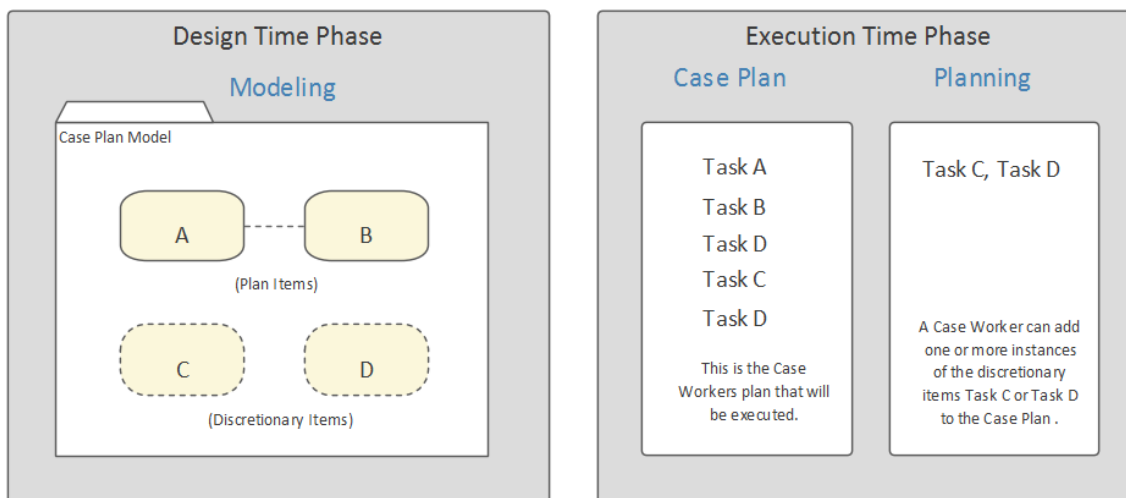 Design Time Phase
Modeling
Case Plan Model
A
B
(Plan Items)
C
D
(Discretionary Items)
Execution Time Phase
Case Plan
Task A
Task B
Task D
Task C
Task D
This is the Case
Workers plan that will
be executed.
Planning
Task C, Task D
A Case Worker can add
one or more instances
of the discretionary
items Task C or Task D
to the Case Plan .